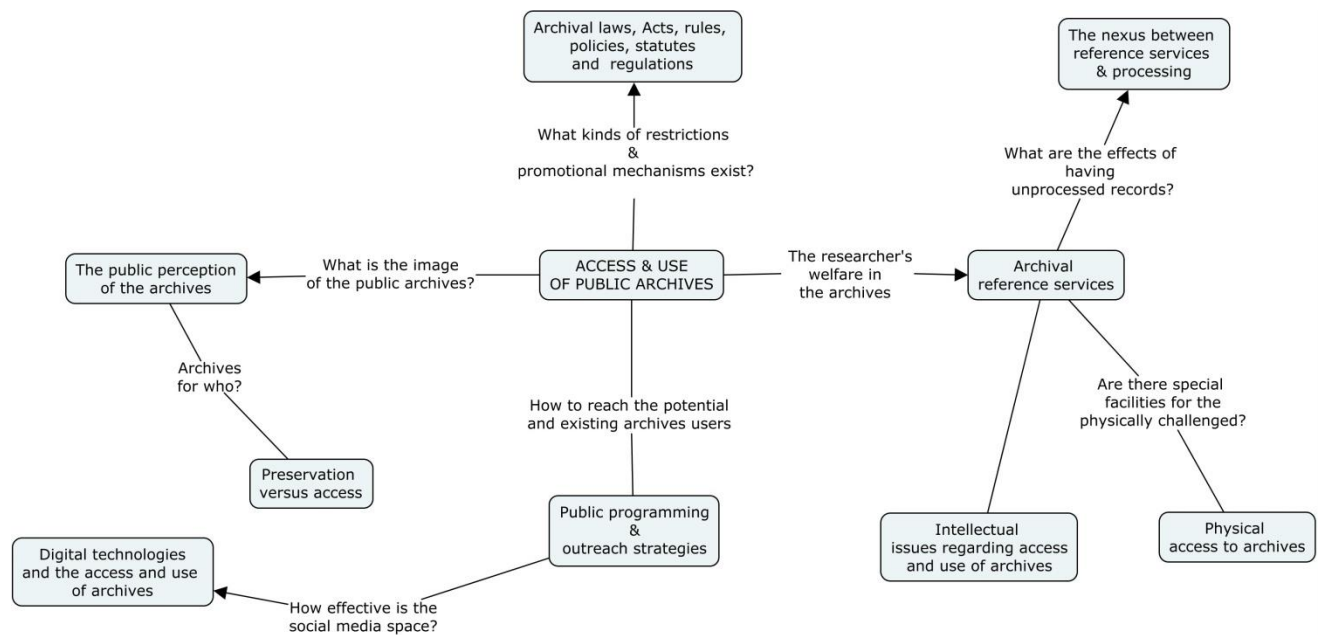 Archival laws, Acts, rules,
policies, statutes
and regulations
The nexus between
reference services
& processing
What kinds of restrictions
&
promotional mechanisms exist?
What are the effects of
having
unprocessed records?
The public perception
of the archives
What is the image
of the public archives?
ACCESS & USE
OF PUBLIC ARCHIVES
The researcher's
welfare in
the archives
Archival
reference services
Archives
for who?
How to reach the potential
and existing archives users
Are there special
facilities for the
physically challenged?
Preservation
versus access
Public programming
&
outreach strategies
Intellectual
issues regarding access
and use of archives
Physical
access to archives
Digital technologies
and the access and use
of archives
How effective is the
social media space?